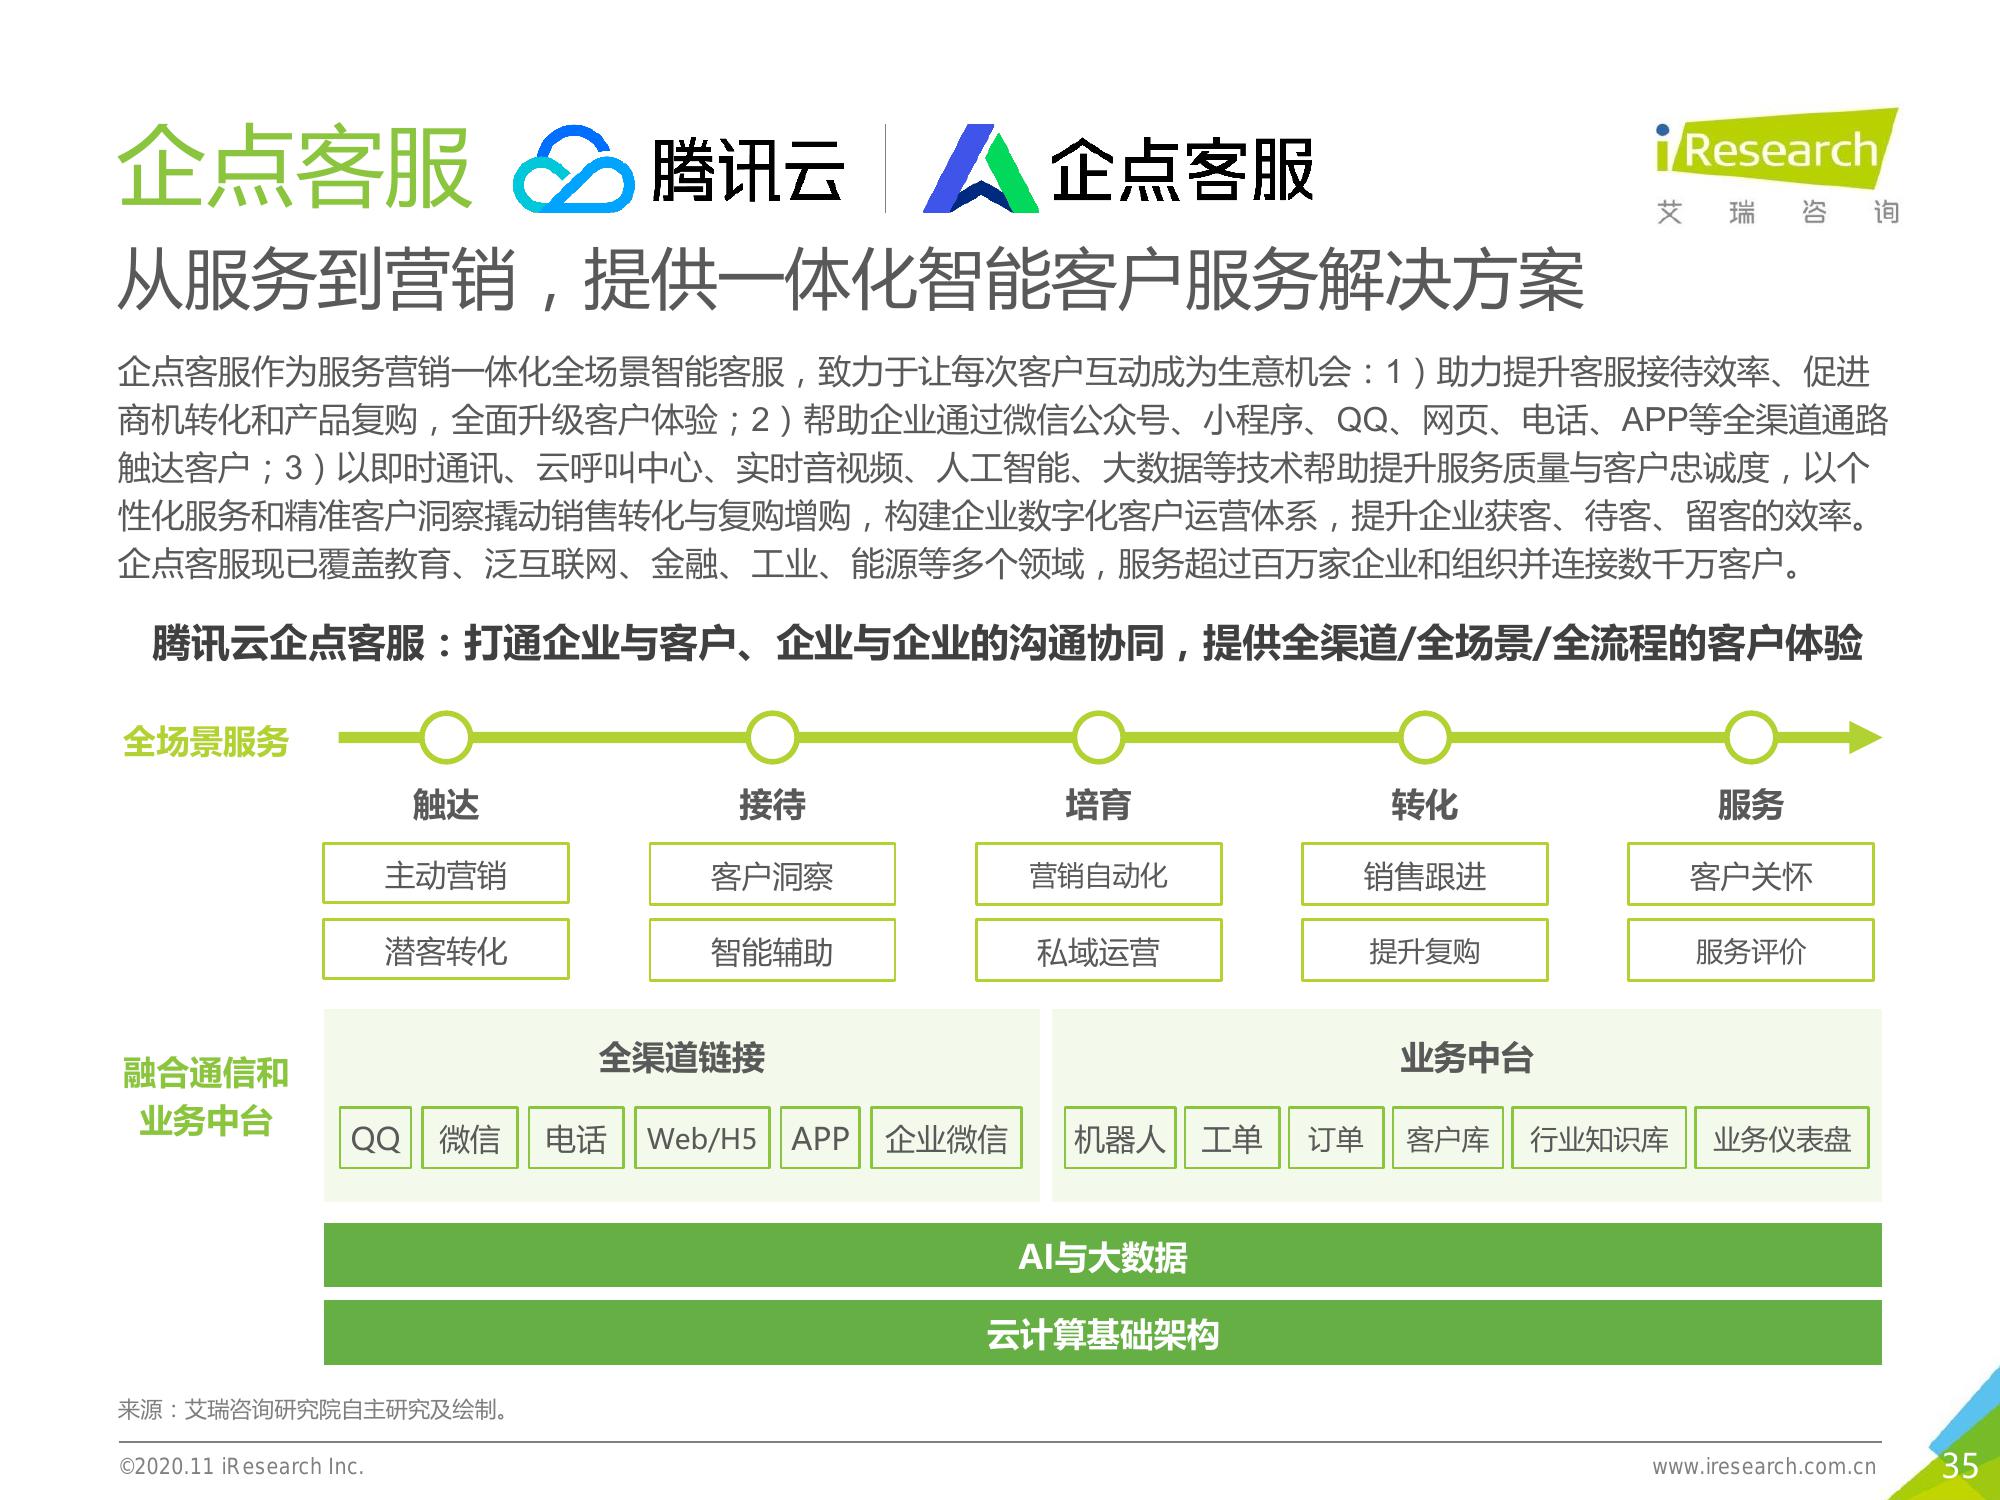 企点客服 腾讯云 企点客服
iResearch
艾瑞咨询
从服务到营销，提供一体化智能客户服务解决方案
企点客服作为服务营销一体化全场景智能客服，致力于让每次客户互动成为生意机会：1）助力提升客服接待效率、促进
商机转化和产品复购，全面升级客户体验；2）帮助企业通过微信公众号、小程序、QQ、网页、电话、APP等全渠道通路
触达客户；3）以即时通讯、云呼叫中心、实时音视频、人工智能、大数据等技术帮助提升服务质量与客户忠诚度，以个
性化服务和精准客户洞察撬动销售转化与复购增购，构建企业数字化客户运营体系，提升企业获客、待客、留客的效率。
企点客服现已覆盖教育、泛互联网、金融、工业、能源等多个领域，服务超过百万家企业和组织并连接数千万客户。
腾讯云企点客服：打通企业与客户、企业与企业的沟通协同，提供全渠道/全场景/全流程的客户体验
全场景服务
触达 接待 培育 转化 服务
主动营销 客户洞察 营销自动化 销售跟进 客户关怀
潜客转化 智能辅助 私域运营 提升复购 服务评价
融合通信和
业务中台
全渠道链接 业务中台
QQ 微信 电话 Web/H5 APP 企业微信 机器人 工单 订单 客户库 行业知识库 业务仪表盘
AI与大数据
云计算基础架构
来源：艾瑞咨询研究院自主研究及绘制。
©2020.11 iResearch Inc. www.iresearch.com.cn 35